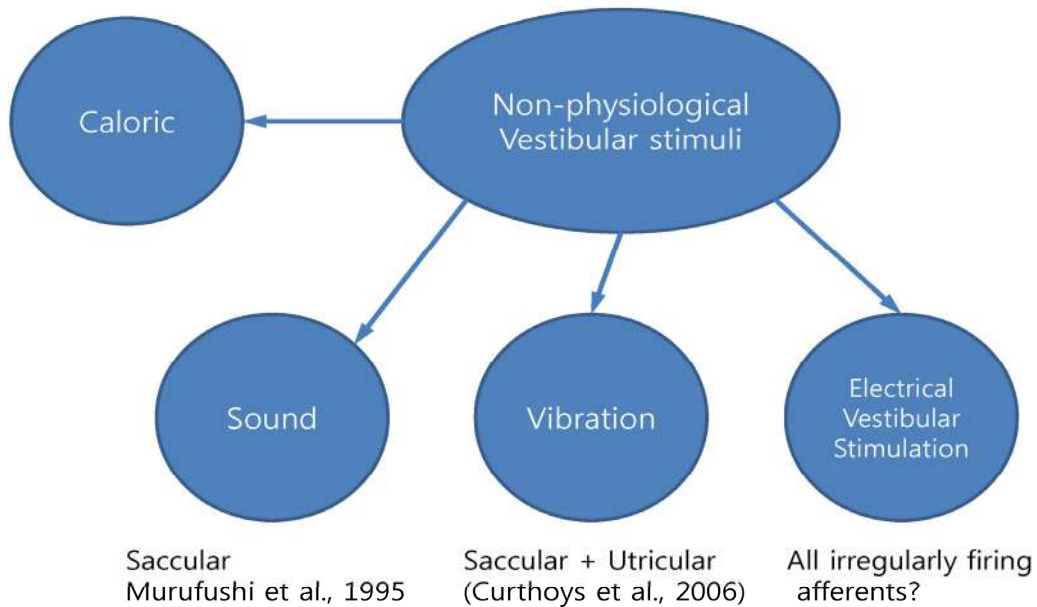 Non-physiological
Vestibular stimuli
Caloric
Sound
Vibration
Electrical
Vestibular
Stimulation
Saccular
Murufushi et al., 1995
Saccular + Utricular
(Curthoys et al., 2006)
All irregularly firing
afferents?